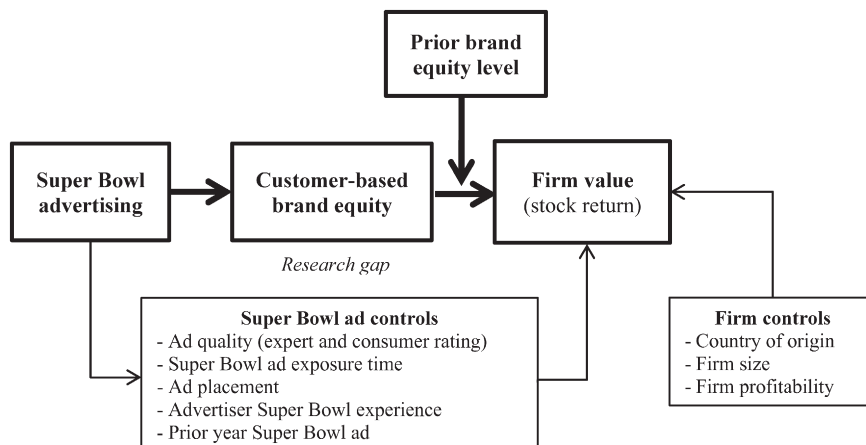 Prior brand
equity level
Super Bowl
advertising
Customer-based
brand equity
Firm value
(stock return)
Research gap
Super Bowl ad controls
- Ad quality (expert and consumer rating)
- Super Bowl ad exposure time
- Ad placement
- Advertiser Super Bowl experience
- Prior year Super Bowl ad
Firm controls
- Country of origin
- Firm size
- Firm profitability